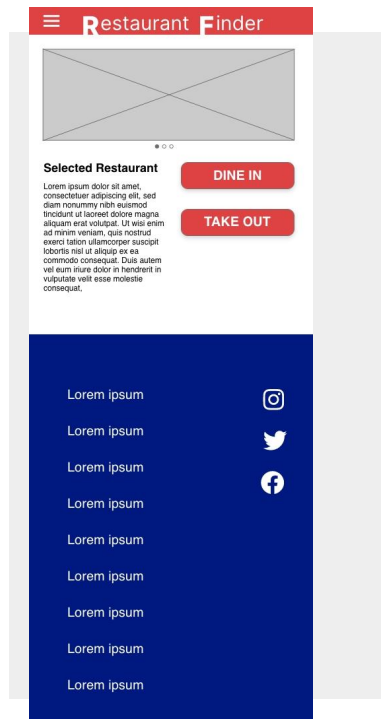 Restaurant Finder
Selected Restaurant
Lorem ipsum dolor sit amet,
consectetuer adipiscing elit, sed
diam nonummy nibh euismod
tincidunt ut laoreet dolore magna
aliquam erat volutpat. Ut wisi enim
ad minim veniam, quis nostrud
exerci tation ullamcorper suscipit
lobortis nisl ut aliquip ex ea
commodo consequat. Duis autem
vel eum iriure dolor in hendrerit in
vulputate velit esse molestie
consequat,
DINE IN
TAKE OUT
Lorem ipsum
Lorem ipsum
Lorem ipsum
Lorem ipsum
Lorem ipsum
Lorem ipsum
Lorem ipsum
Lorem ipsum
Lorem ipsum